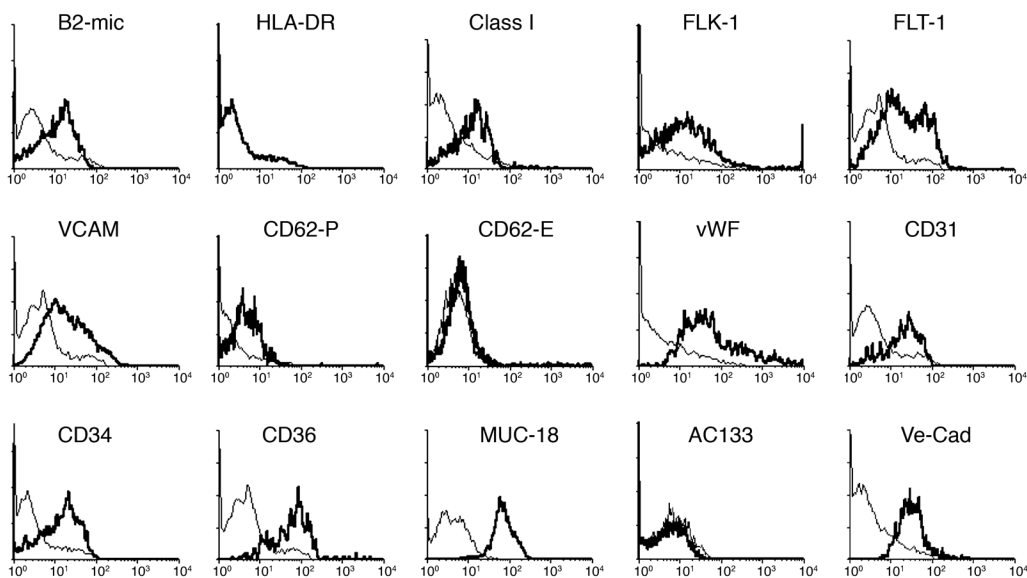 B2-mic HLA-DR Class I FLK-1 FLT-1
10⁰ 10¹ 10² 10³ 10⁴ 10⁰ 10¹ 10² 10³ 10⁴ 10⁰ 10¹ 10² 10³ 10⁴ 10⁰ 10¹ 10² 10³ 10⁴ 10⁰ 10¹ 10² 10³ 10⁴
VCAM CD62-P CD62-E vWF CD31
10⁰ 10¹ 10² 10³ 10⁴ 10⁰ 10¹ 10² 10³ 10⁴ 10⁰ 10¹ 10² 10³ 10⁴ 10⁰ 10¹ 10² 10³ 10⁴ 10⁰ 10¹ 10² 10³ 10⁴
CD34 CD36 MUC-18 AC133 Ve-Cad
10⁰ 10¹ 10² 10³ 10⁴ 10⁰ 10¹ 10² 10³ 10⁴ 10⁰ 10¹ 10² 10³ 10⁴ 10⁰ 10¹ 10² 10³ 10⁴ 10⁰ 10¹ 10² 10³ 10⁴